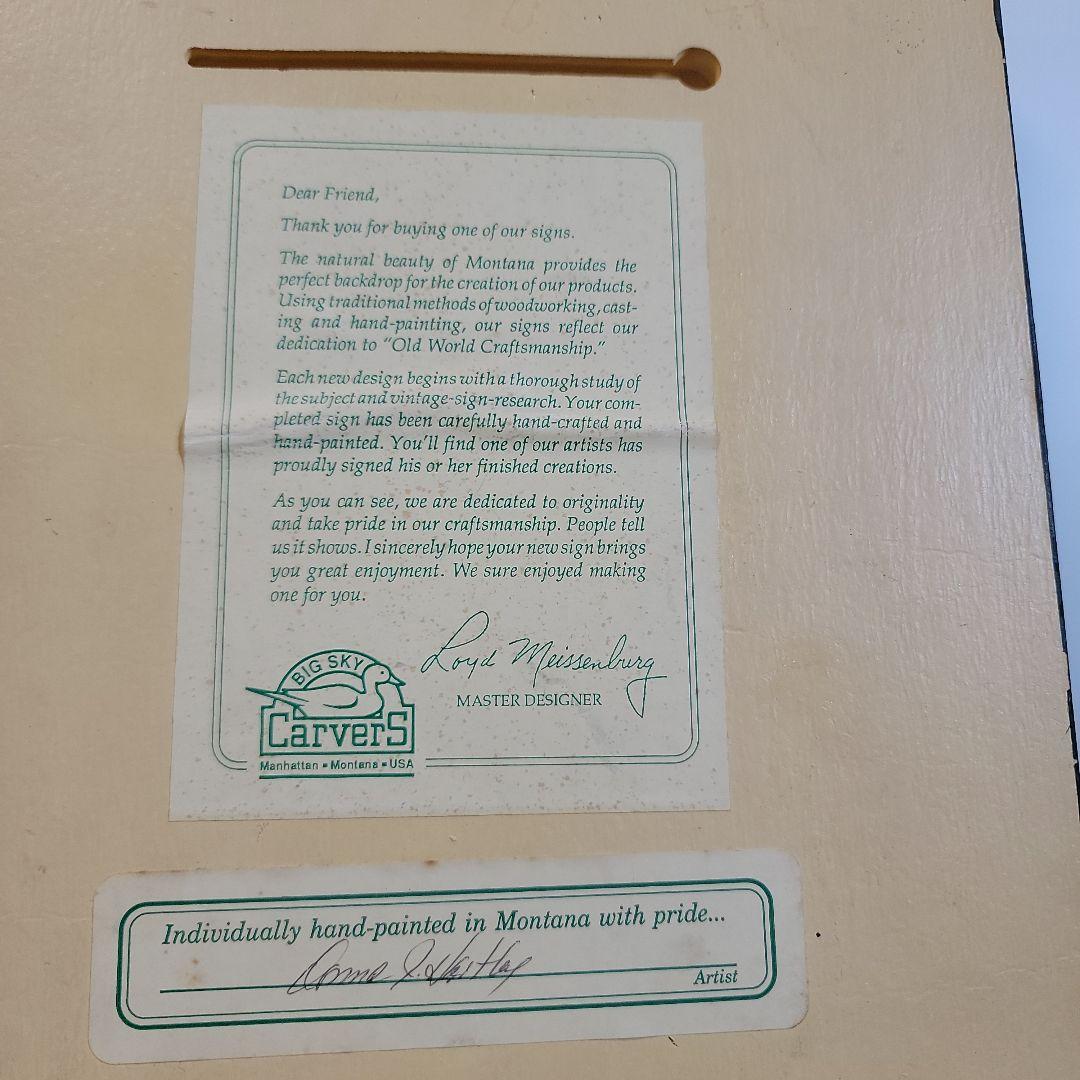 Dear Friend,
Thank you for buying one of our signs.
The natural beauty of Montana provides the
perfect backdrop for the creation of our products.
Using traditional methods of woodworking, cast-
ing and hand-painting, our signs reflect our
dedication to "Old World Craftsmanship."
Each new design begins with a thorough study of
the subject and vintage-sign-research. Your com-
pleted sign has been carefully hand-crafted and
hand-painted. You'll find one of our artists has
proudly signed his or her finished creations.
As you can see, we are dedicated to originality
and take pride in our craftsmanship. People tell
us it shows. I sincerely hope your new sign brings
you great enjoyment. We sure enjoyed making
one for you.
Loyd Meissenburg
MASTER DESIGNER
BIG SKY
CarverS
Manhattan ▪ Montana ▪ USA
Individually hand-painted in Montana with pride...
Donna J. Hartley
Artist